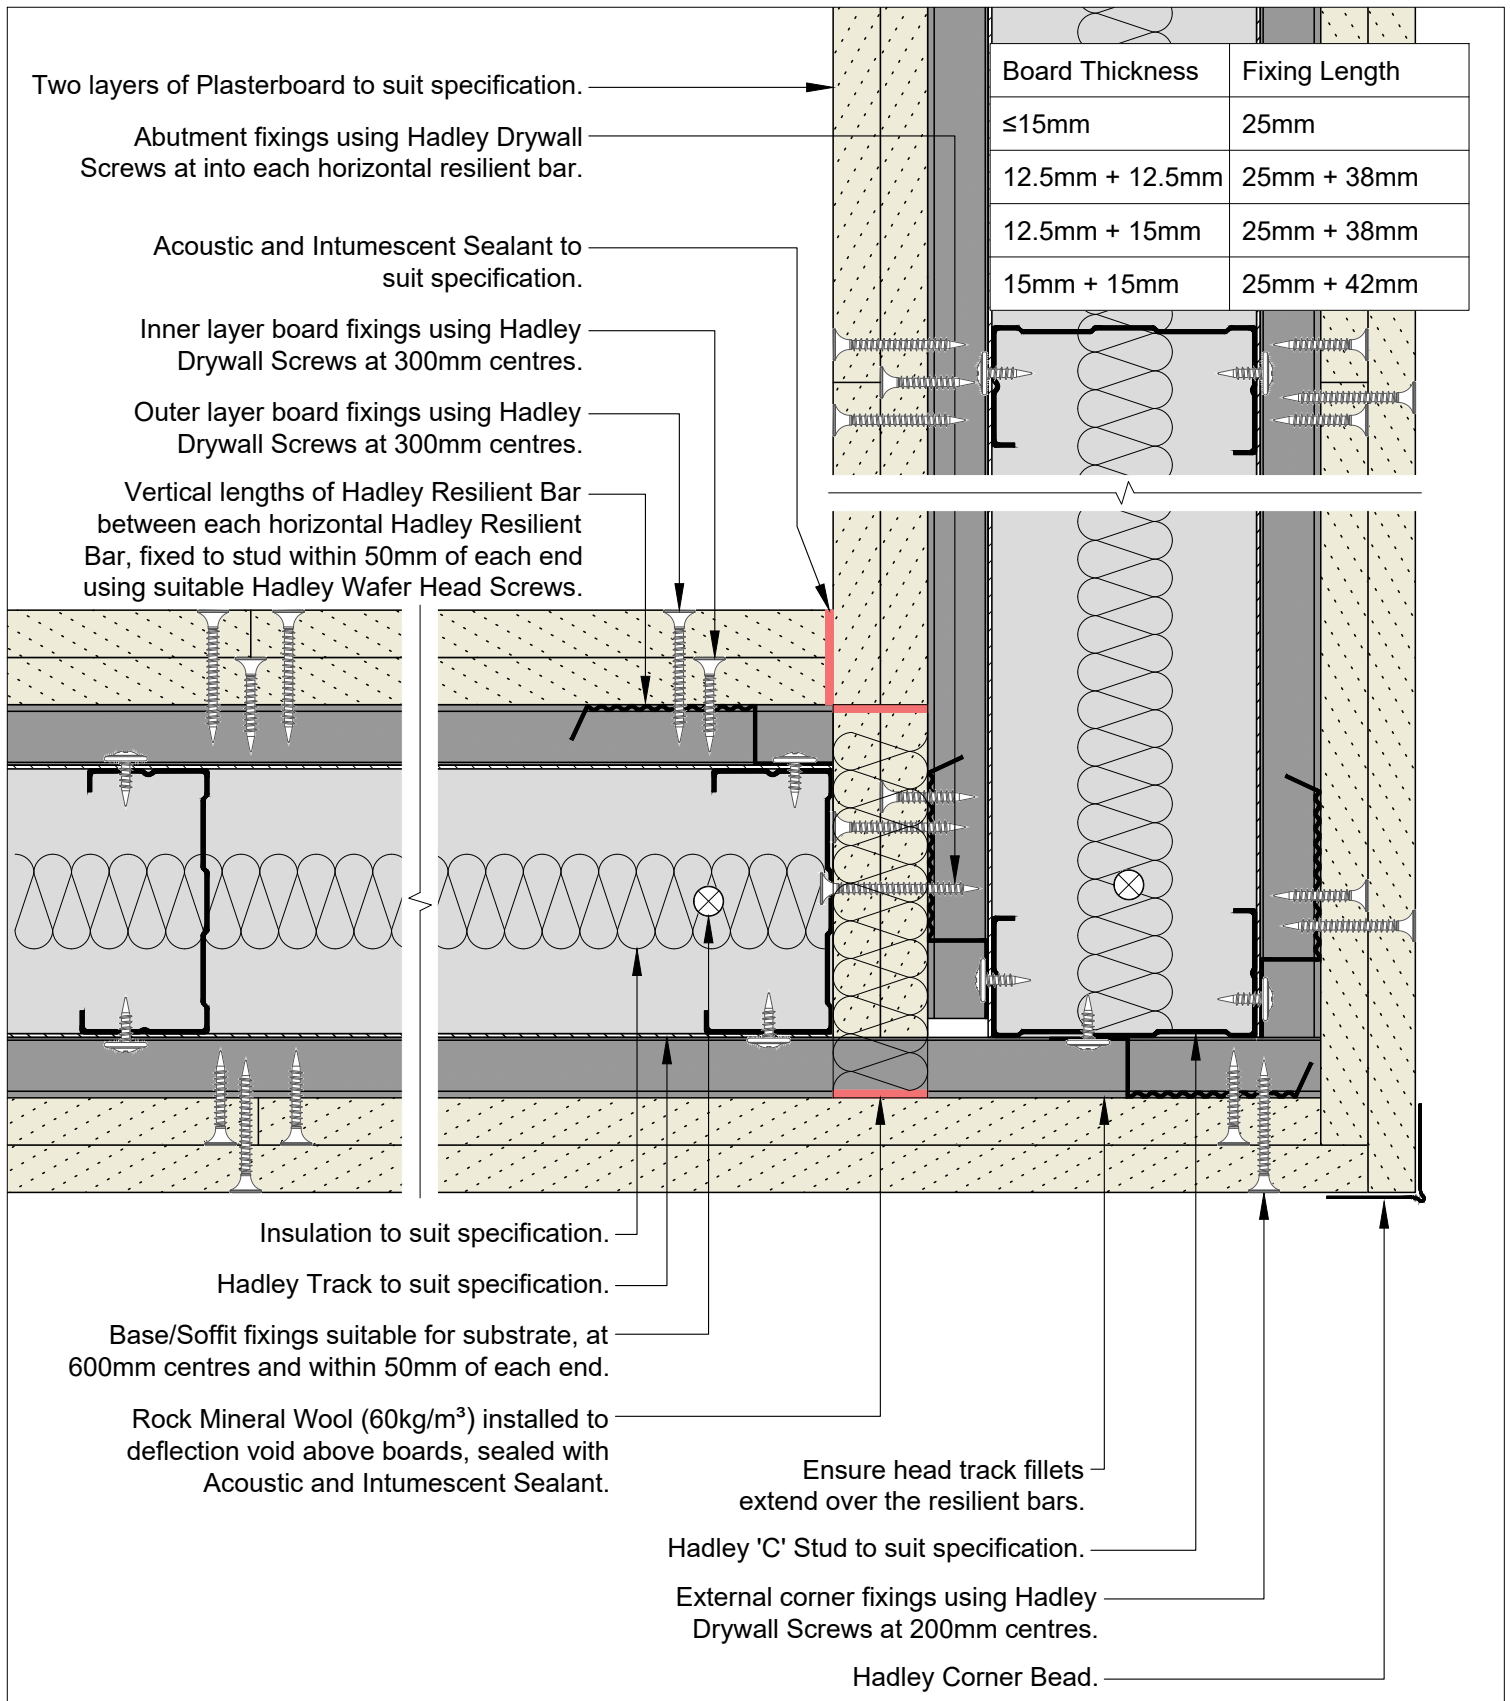 Two layers of Plasterboard to suit specification.
Abutment fixings using Hadley Drywall
Screws at into each horizontal resilient bar.
Acoustic and Intumescent Sealant to
suit specification.
Inner layer board fixings using Hadley
Drywall Screws at 300mm centres.
Outer layer board fixings using Hadley
Drywall Screws at 300mm centres.
Vertical lengths of Hadley Resilient Bar
between each horizontal Hadley Resilient
Bar, fixed to stud within 50mm of each end
using suitable Hadley Wafer Head Screws.
Board Thickness Fixing Length
≤15mm 25mm
12.5mm + 12.5mm 25mm + 38mm
12.5mm + 15mm 25mm + 38mm
15mm + 15mm 25mm + 42mm
Insulation to suit specification.
Hadley Track to suit specification.
Base/Soffit fixings suitable for substrate, at
600mm centres and within 50mm of each end.
Rock Mineral Wool (60kg/m³) installed to
deflection void above boards, sealed with
Acoustic and Intumescent Sealant.
Ensure head track fillets
extend over the resilient bars.
Hadley 'C' Stud to suit specification.
External corner fixings using Hadley
Drywall Screws at 200mm centres.
Hadley Corner Bead.